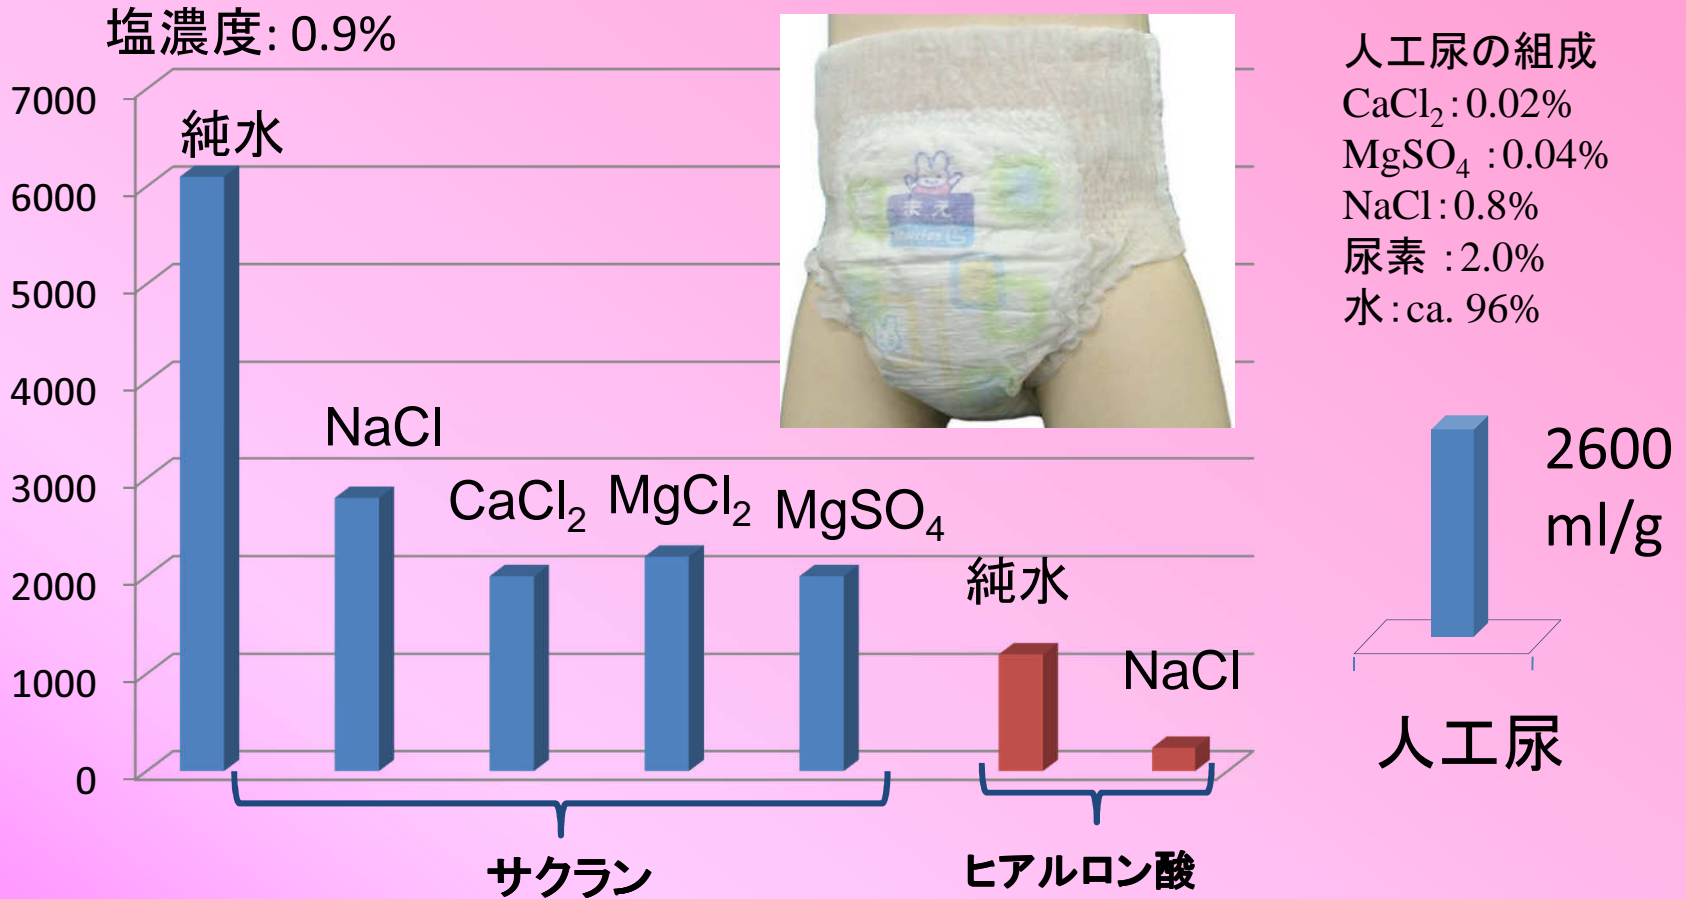 塩濃度: 0.9%
7000
6000
5000
4000
3000
2000
1000
0
純水
NaCl
CaCl₂
MgCl₂
MgSO₄
純水
NaCl
サクラン
ヒアルロン酸
まえ
人工尿の組成
CaCl₂:0.02%
MgSO₄ :0.04%
NaCl:0.8%
尿素 :2.0%
水:ca. 96%
2600
ml/g
人工尿